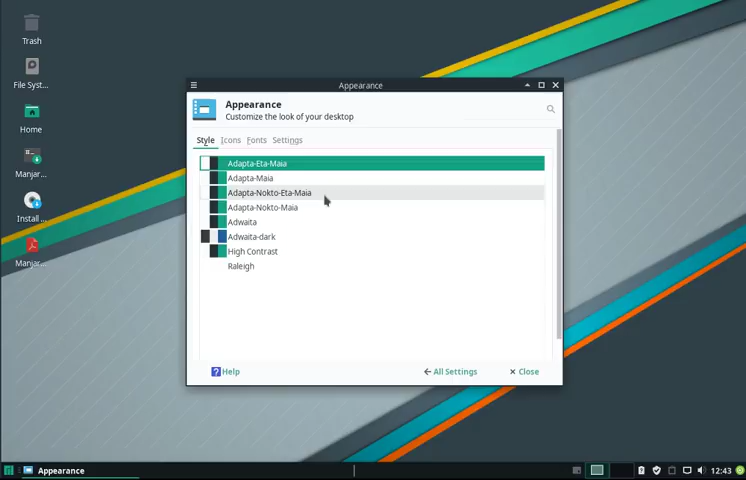 Trash
File Syst...
Home
Manjar...
Install ...
Manjar...
Appearance
Appearance
Customize the look of your desktop
Style Icons Fonts Settings
Adapta-Eta-Maia
Adapta-Maia
Adapta-Nokto-Eta-Maia
Adapta-Nokto-Maia
Adwaita
Adwaita-dark
High Contrast
Raleigh
? Help
All Settings
Close
Appearance
12:43